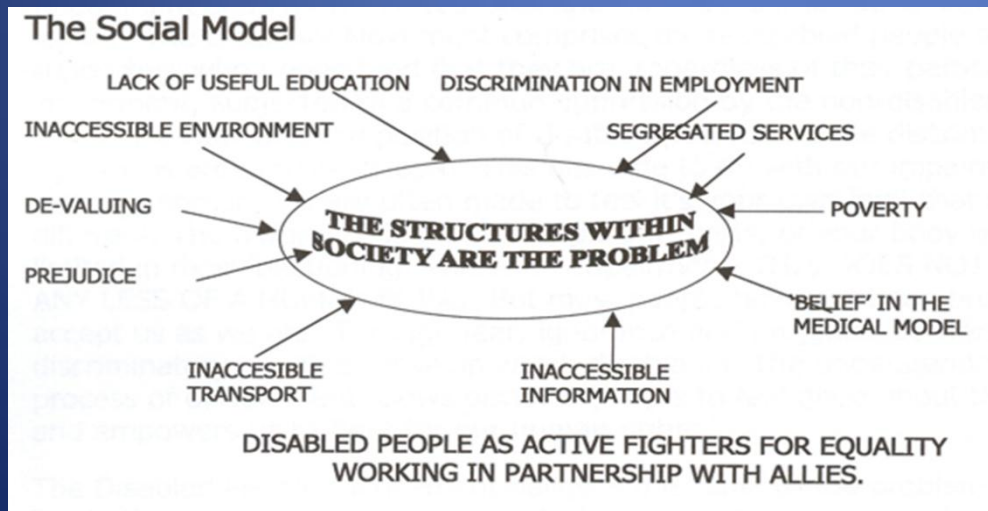 The Social Model
LACK OF USEFUL EDUCATION
DISCRIMINATION IN EMPLOYMENT
INACCESSIBLE ENVIRONMENT
SEGREGATED SERVICES
DE-VALUING
POVERTY
THE STRUCTURES WITHIN
SOCIETY ARE THE PROBLEM
PREJUDICE
'BELIEF' IN THE
MEDICAL MODEL
INACCESIBLE
TRANSPORT
INACCESSIBLE
INFORMATION
DISABLED PEOPLE AS ACTIVE FIGHTERS FOR EQUALITY
WORKING IN PARTNERSHIP WITH ALLIES.